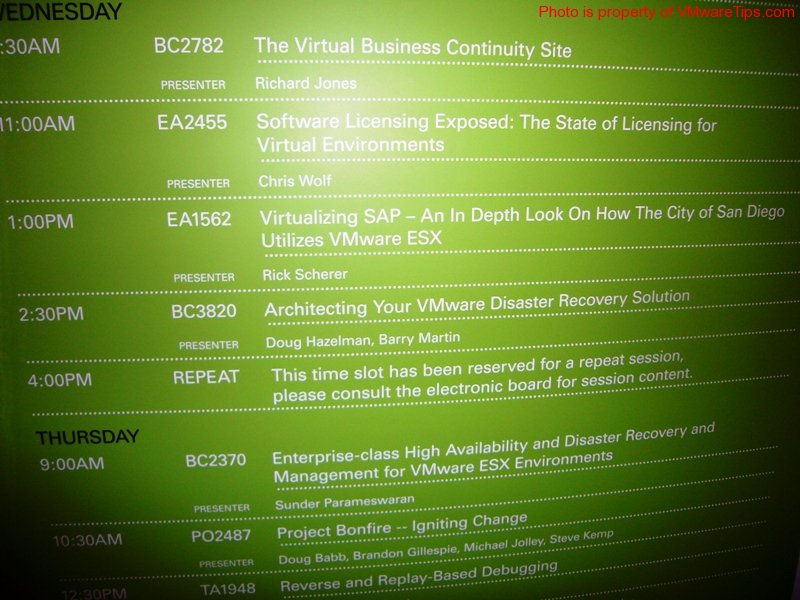 Photo is property of VMwareTips.com
WEDNESDAY
:30AM BC2782 The Virtual Business Continuity Site
PRESENTER Richard Jones
11:00AM EA2455 Software Licensing Exposed: The State of Licensing for
Virtual Environments
PRESENTER Chris Wolf
1:00PM EA1562 Virtualizing SAP – An In Depth Look On How The City of San Diego
Utilizes VMware ESX
PRESENTER Rick Scherer
2:30PM BC3820 Architecting Your VMware Disaster Recovery Solution
PRESENTER Doug Hazelman, Barry Martin
4:00PM REPEAT This time slot has been reserved for a repeat session,
please consult the electronic board for session content.
THURSDAY
9:00AM BC2370 Enterprise-class High Availability and Disaster Recovery and
Management for VMware ESX Environments
PRESENTER Sunder Parameswaran
10:30AM PO2487 Project Bonfire -- Igniting Change
PRESENTER Doug Babb, Brandon Gillespie, Michael Jolley, Steve Kemp
12:30PM TA1948 Reverse and Replay-Based Debugging